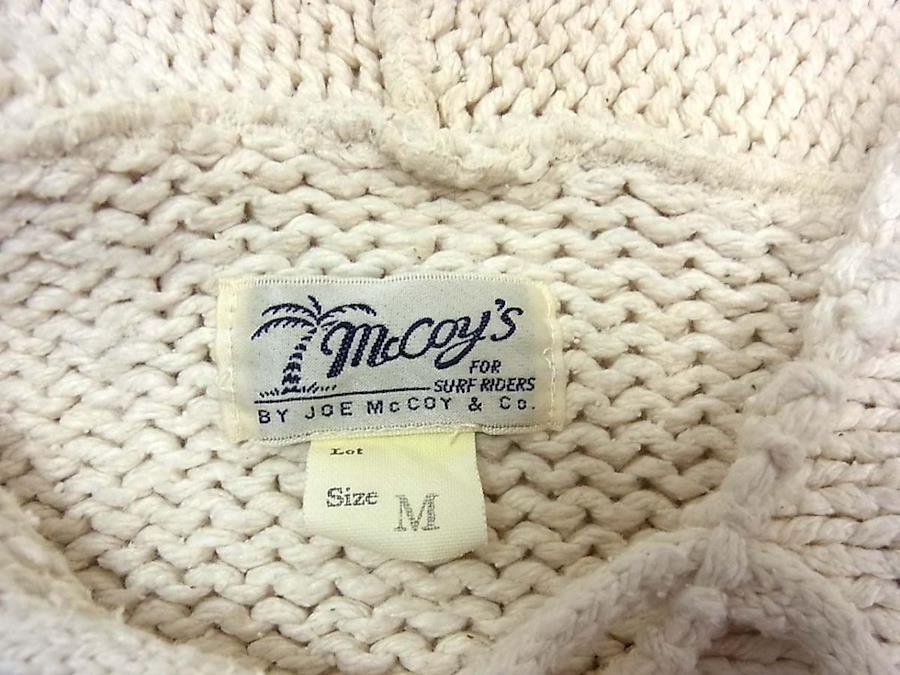 McCoy's
FOR
SURF RIDERS
BY JOE McCOY & Co.
Lot
Size M